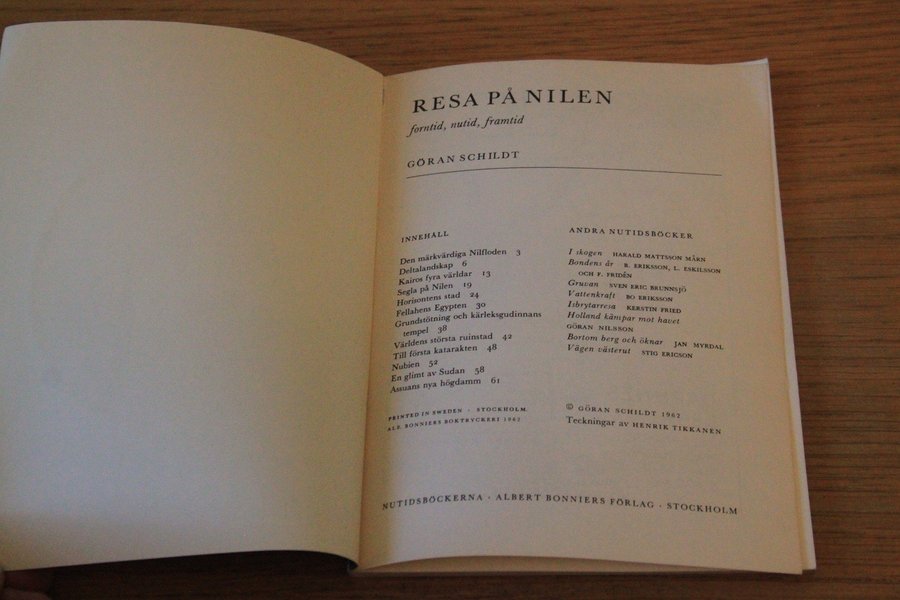 RESA PÅ NILEN
forntid, nutid, framtid
GÖRAN SCHILDT
INNEHÅLL
Den märkvärdiga Nilfloden 3
Deltalandskap 6
Kairos fyra världar 13
Segla på Nilen 19
Horisontens stad 24
Fellahens Egypten 30
Grundstötning och kärleksgudinnans
tempel 38
Världens största ruinstad 42
Till första katarakten 48
Nubien 52
En glimt av Sudan 58
Assuans nya högdamm 61
PRINTED IN SWEDEN · STOCKHOLM
ALB. BONNIERS BOKTRYCKERI 1962
ANDRA NUTIDSBÖCKER
I skogen HARALD MATTSSON MÅRN
Bondens år B. ERIKSSON, L. ESKILSSON
OCH F. FRIDÉN
Gruvan SVEN ERIC BRUNNSJÖ
Vattenkraft BO ERIKSSON
Isbrytarresa KERSTIN FRIED
Holland kämpar mot havet
GÖRAN NILSSON
Bortom berg och öknar JAN MYRDAL
Vägen västerut STIG ERICSON
© GÖRAN SCHILDT 1962
Teckningar av HENRIK TIKKANEN
NUTIDSBÖCKERNA · ALBERT BONNIERS FÖRLAG · STOCKHOLM